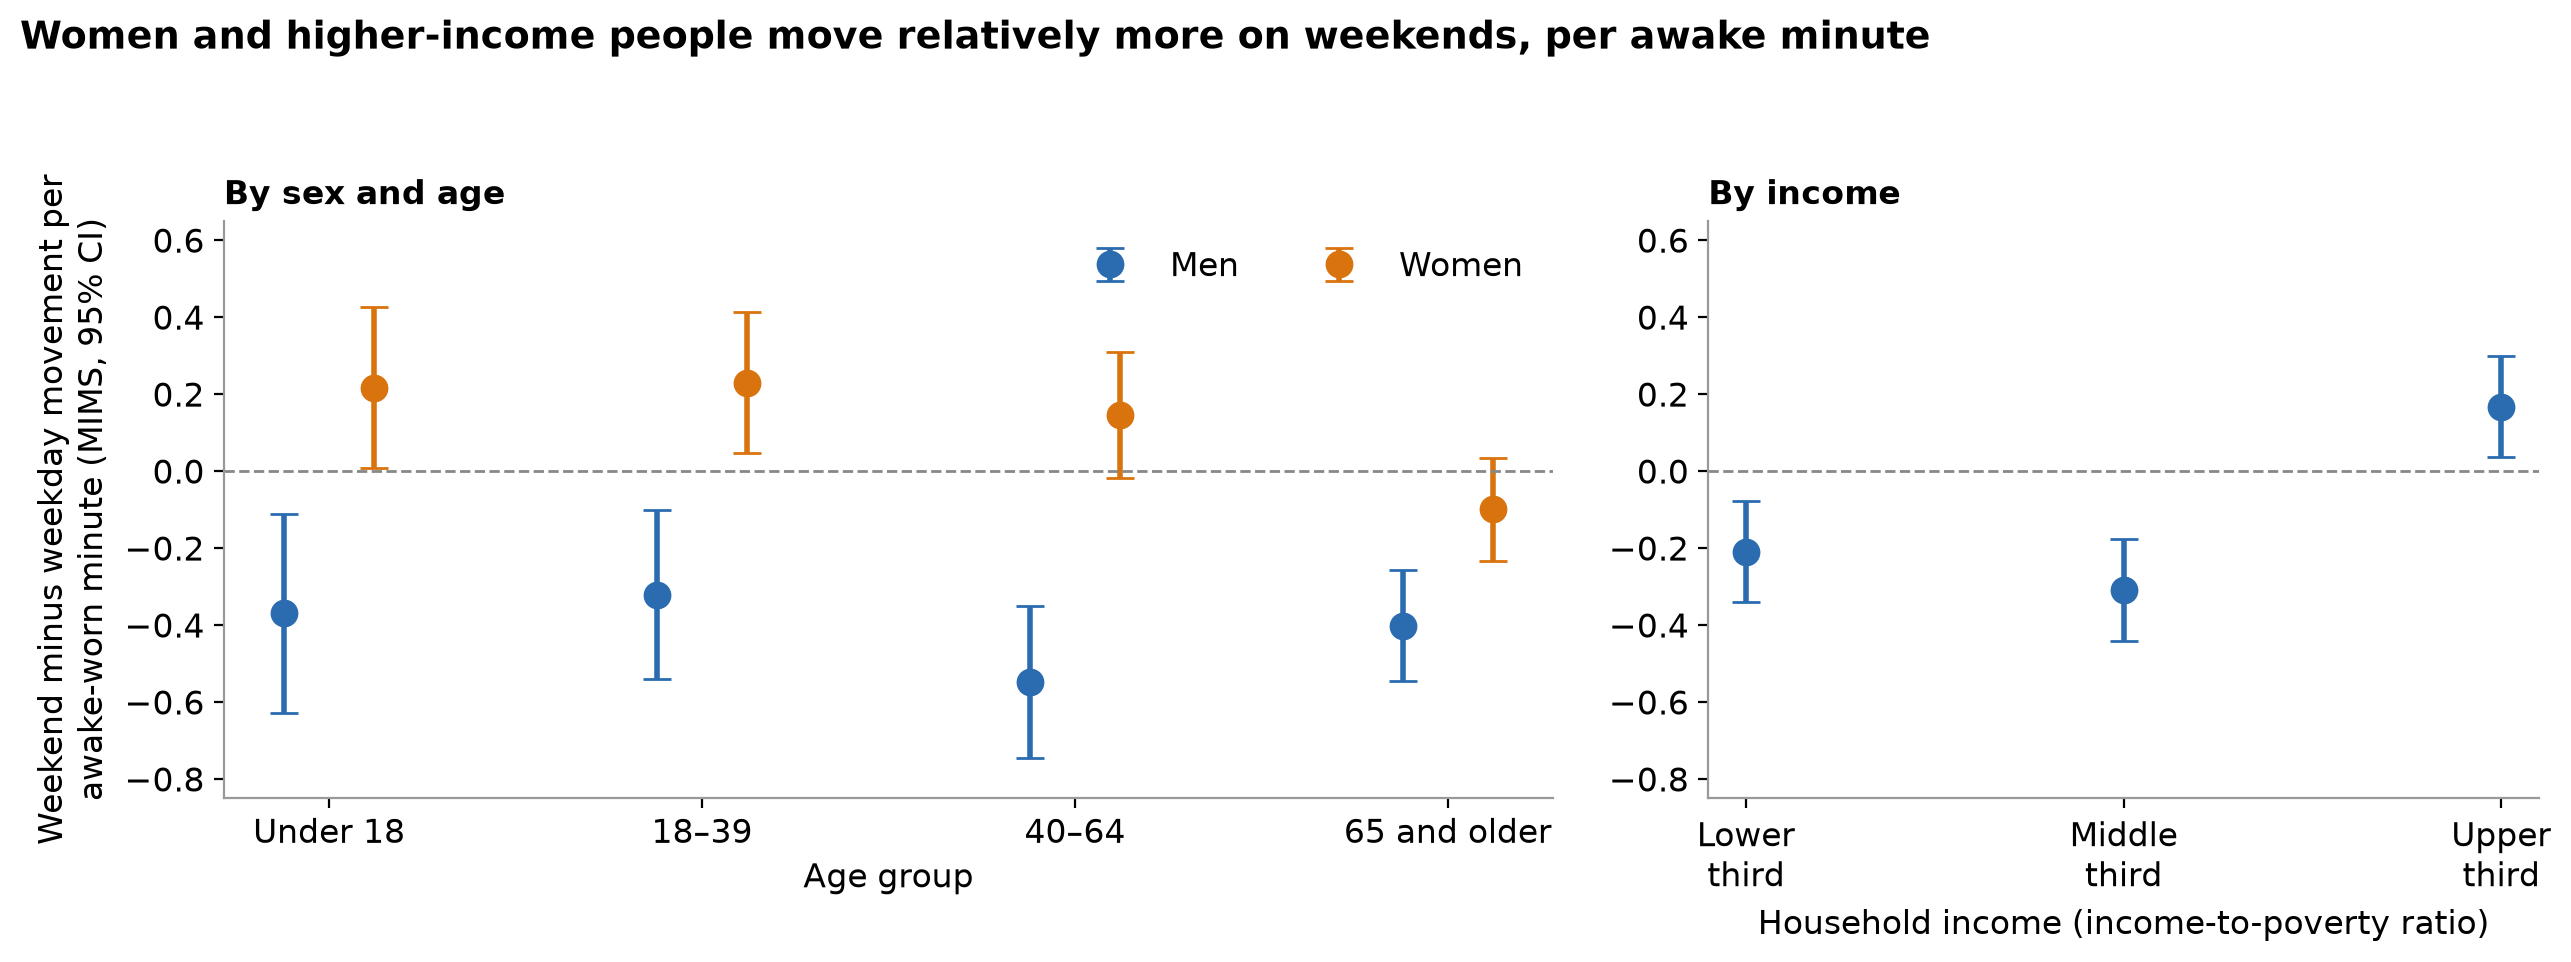 Women and higher-income people move relatively more on weekends, per awake minute
By sex and age
Weekend minus weekday movement per
awake-worn minute (MIMS, 95% CI)
0.6
0.4
0.2
0.0
−0.2
−0.4
−0.6
−0.8
Men
Women
Under 18
18–39
40–64
65 and older
Age group
By income
0.6
0.4
0.2
0.0
−0.2
−0.4
−0.6
−0.8
Lower
third
Middle
third
Upper
third
Household income (income-to-poverty ratio)